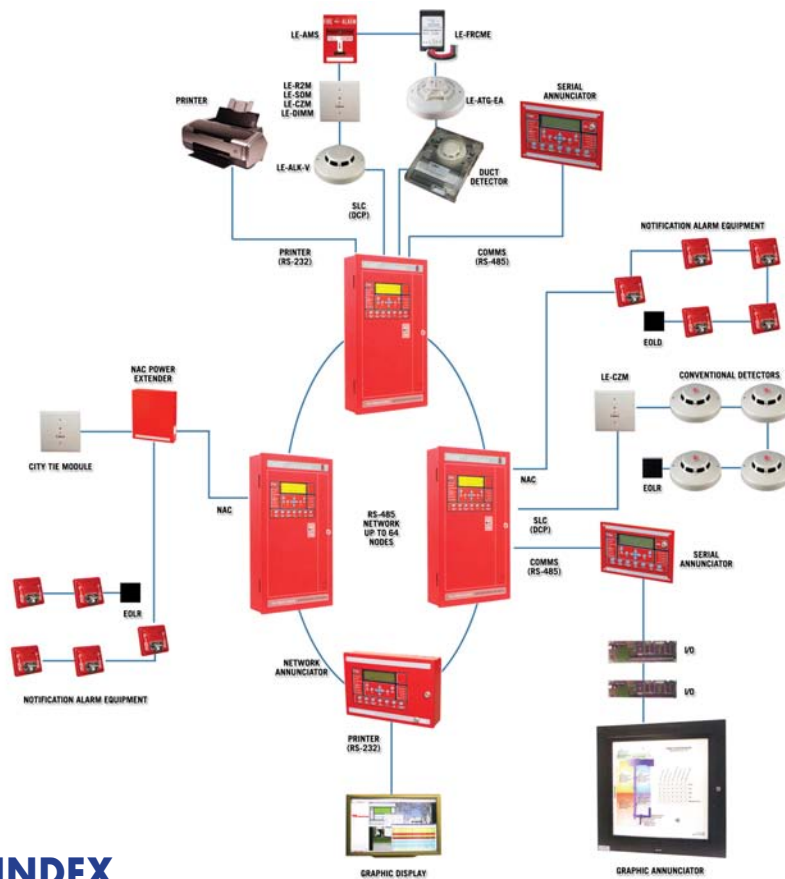 LE-AMS
LE-FRCME
LE-R2M
LE-SOM
LE-CZM
LE-DIMM
LE-ATG-EA
SERIAL
ANNUNCIATOR
PRINTER
LE-ALK-V
DUCT
DETECTOR
SLC
(DCP)
PRINTER
(RS-232)
COMMS
(RS-485)
NOTIFICATION ALARM EQUIPMENT
EOLD
NAC POWER
EXTENDER
CITY TIE MODULE
NAC
LE-CZM
CONVENTIONAL DETECTORS
NAC
EOLR
RS-485
NETWORK
UP TO 64
NODES
SLC
(DCP)
COMMS
(RS-485)
SERIAL
ANNUNCIATOR
EOLR
NOTIFICATION ALARM EQUIPMENT
NETWORK
ANNUNCIATOR
I/O
I/O
PRINTER
(RS-232)
GRAPHIC DISPLAY
GRAPHIC ANNUNCIATOR
INDEX